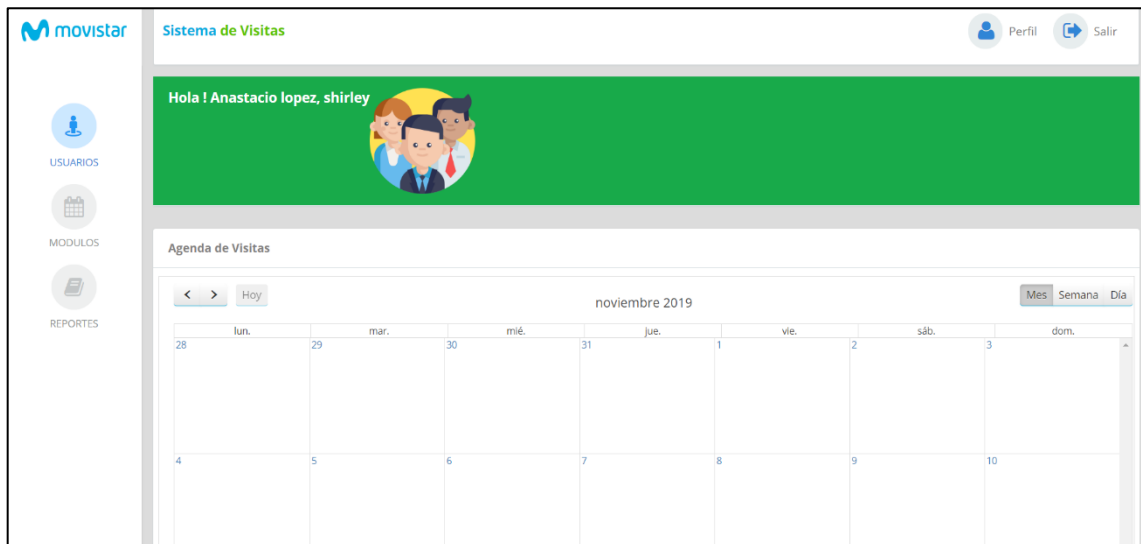 movistar
Sistema de Visitas
Perfil
Salir
Hola ! Anastacio lopez, shirley
USUARIOS
MODULOS
REPORTES
Agenda de Visitas
Hoy
noviembre 2019
Mes Semana Día
lun. mar. mié. jue. vie. sáb. dom.
28 29 30 31 1 2 3
4 5 6 7 8 9 10